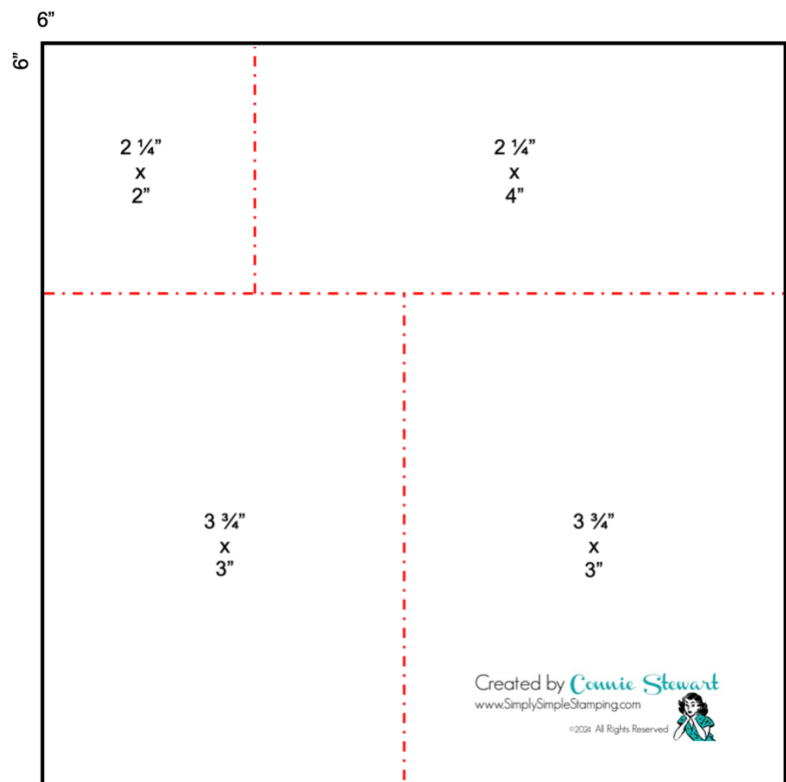 6”
6”
2 ¼”
x
2”
2 ¼”
x
4”
3 ¾”
x
3”
3 ¾”
x
3”
Created by Connie Stewart
www.SimplySimpleStamping.com
©2024 All Rights Reserved